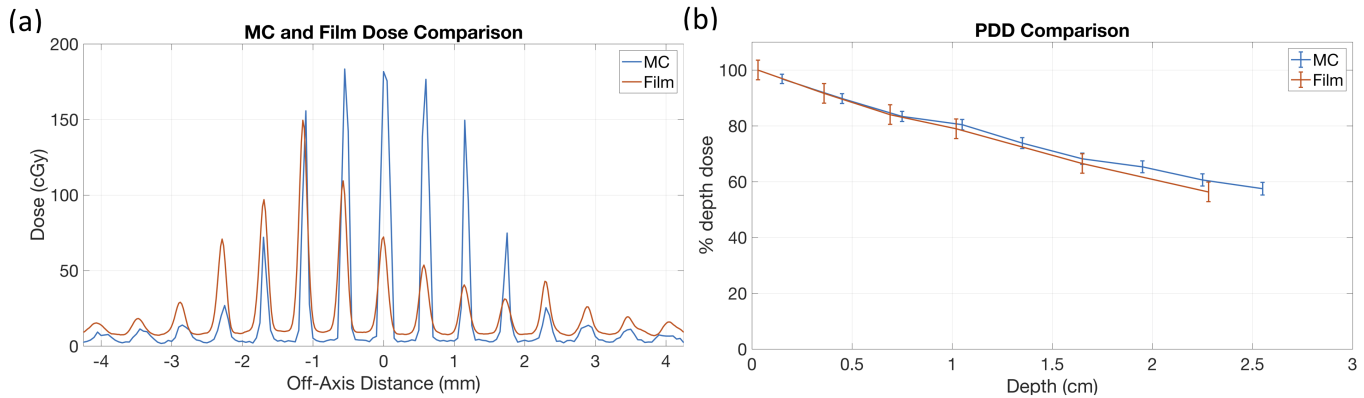 (a)
MC and Film Dose Comparison
MC
Film
200
150
100
50
0
Dose (cGy)
-4 -3 -2 -1 0 1 2 3 4
Off-Axis Distance (mm)
(b)
PDD Comparison
MC
Film
100
80
60
40
20
0
% depth dose
0 0.5 1 1.5 2 2.5 3
Depth (cm)